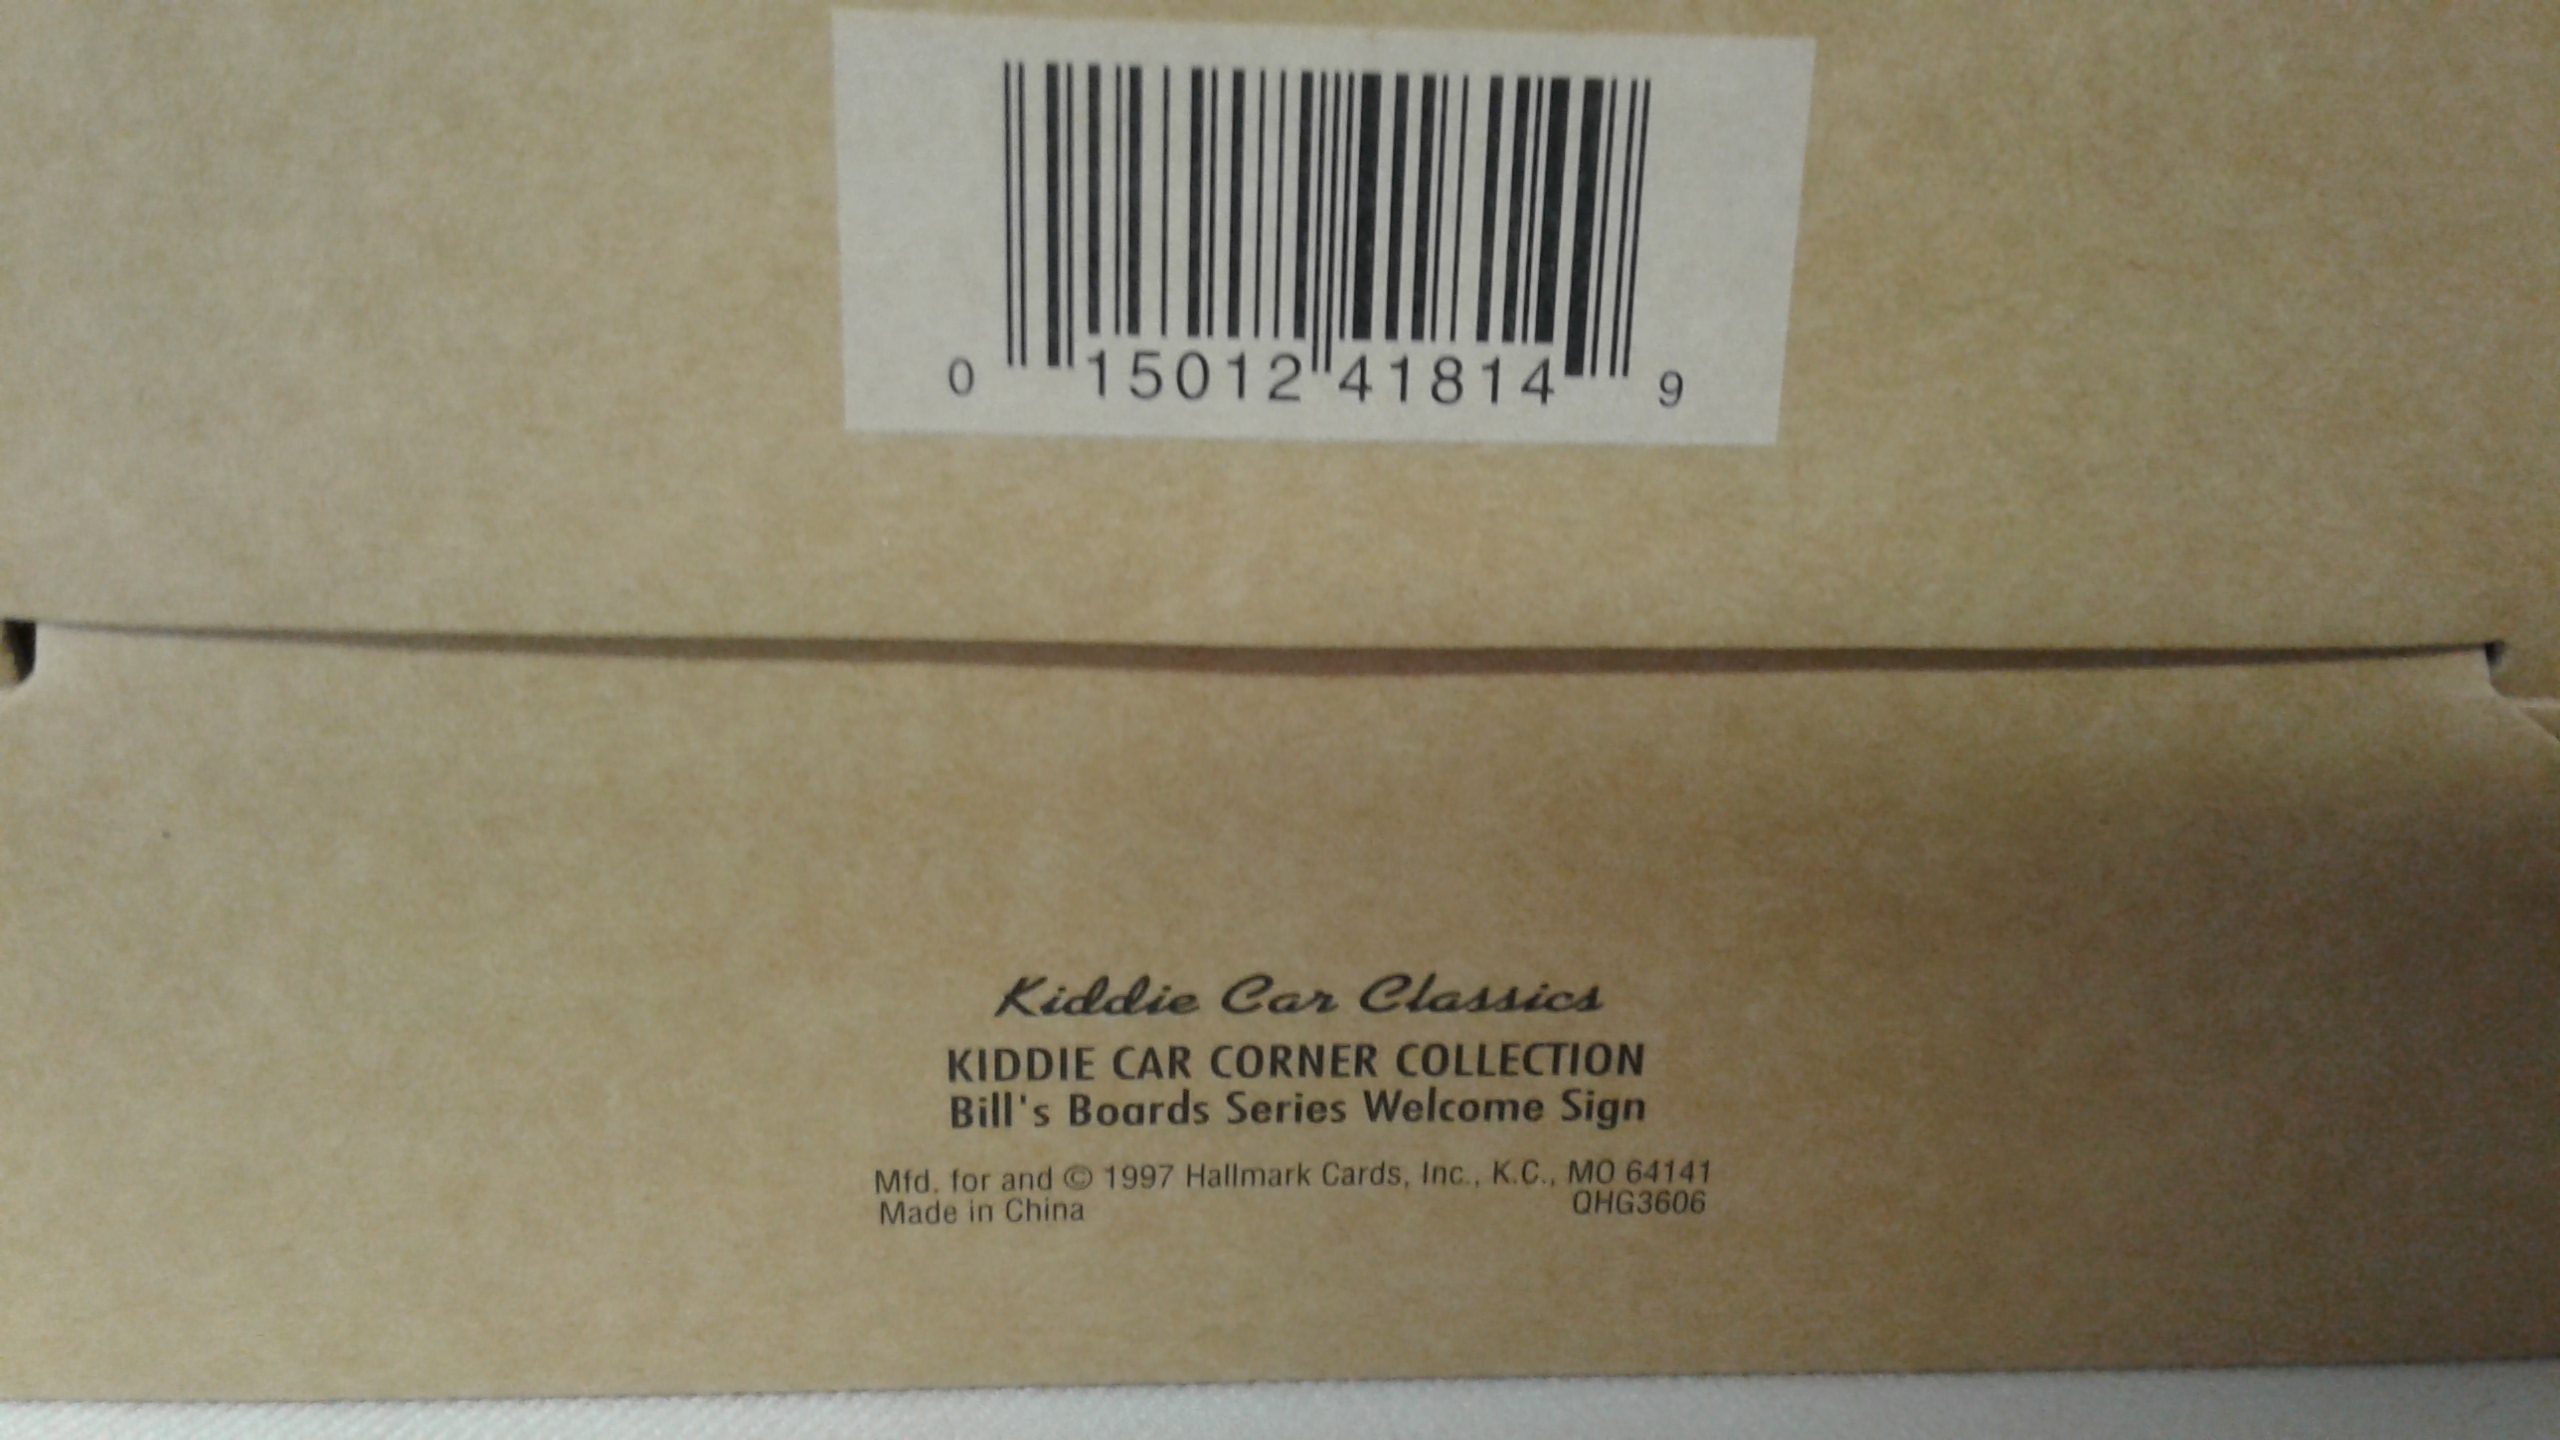 0 15012 41814 9
Kiddie Car Classics
KIDDIE CAR CORNER COLLECTION
Bill's Boards Series Welcome Sign
Mfd. for and © 1997 Hallmark Cards, Inc., K.C., MO 64141
Made in China QHG3606